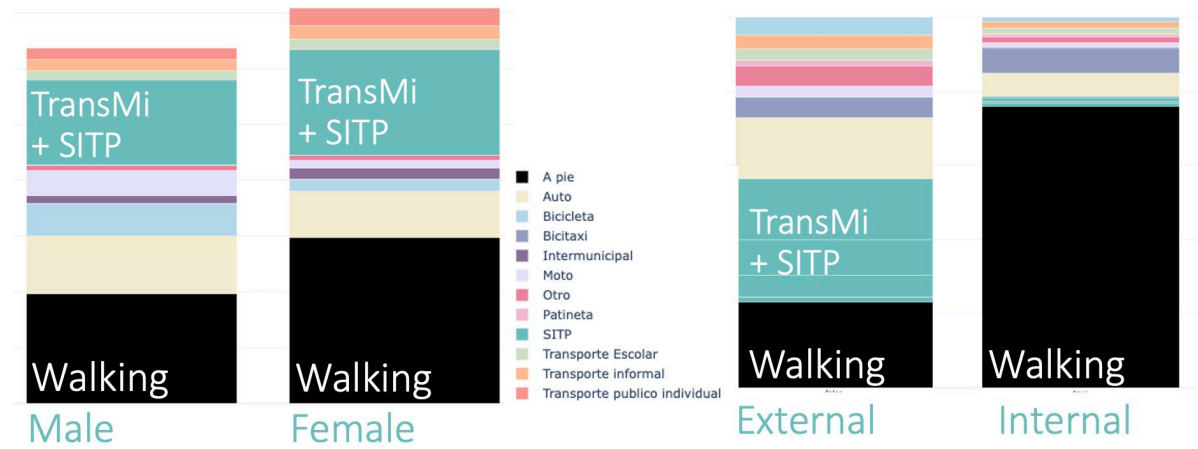 TransMi
+ SITP
Walking
Male
TransMi
+ SITP
Walking
Female
A pie
Auto
Bicicleta
Bicitaxi
Intermunicipal
Moto
Otro
Patineta
SITP
Transporte Escolar
Transporte informal
Transporte publico individual
TransMi
+ SITP
Walking
External
Walking
Internal